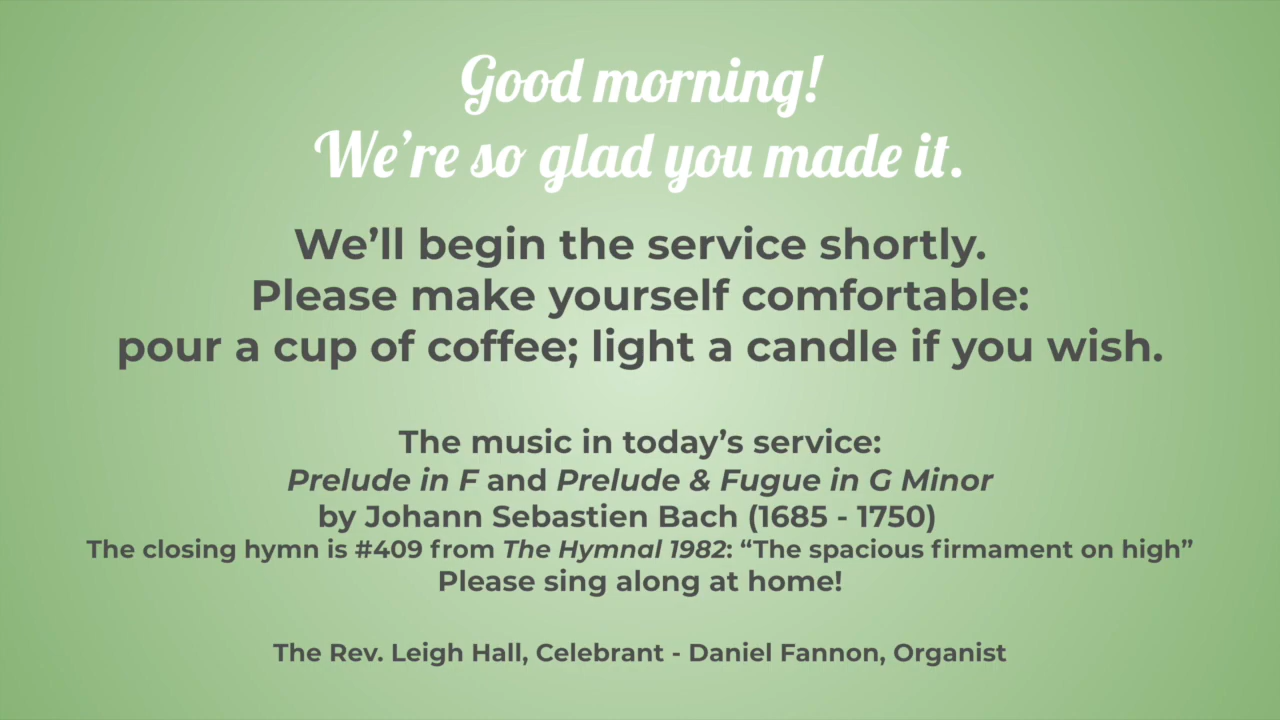 Good morning!
We’re so glad you made it.
We’ll begin the service shortly.
Please make yourself comfortable:
pour a cup of coffee; light a candle if you wish.
The music in today’s service:
Prelude in F and Prelude & Fugue in G Minor
by Johann Sebastien Bach (1685 - 1750)
The closing hymn is #409 from The Hymnal 1982: “The spacious firmament on high”
Please sing along at home!
The Rev. Leigh Hall, Celebrant - Daniel Fannon, Organist